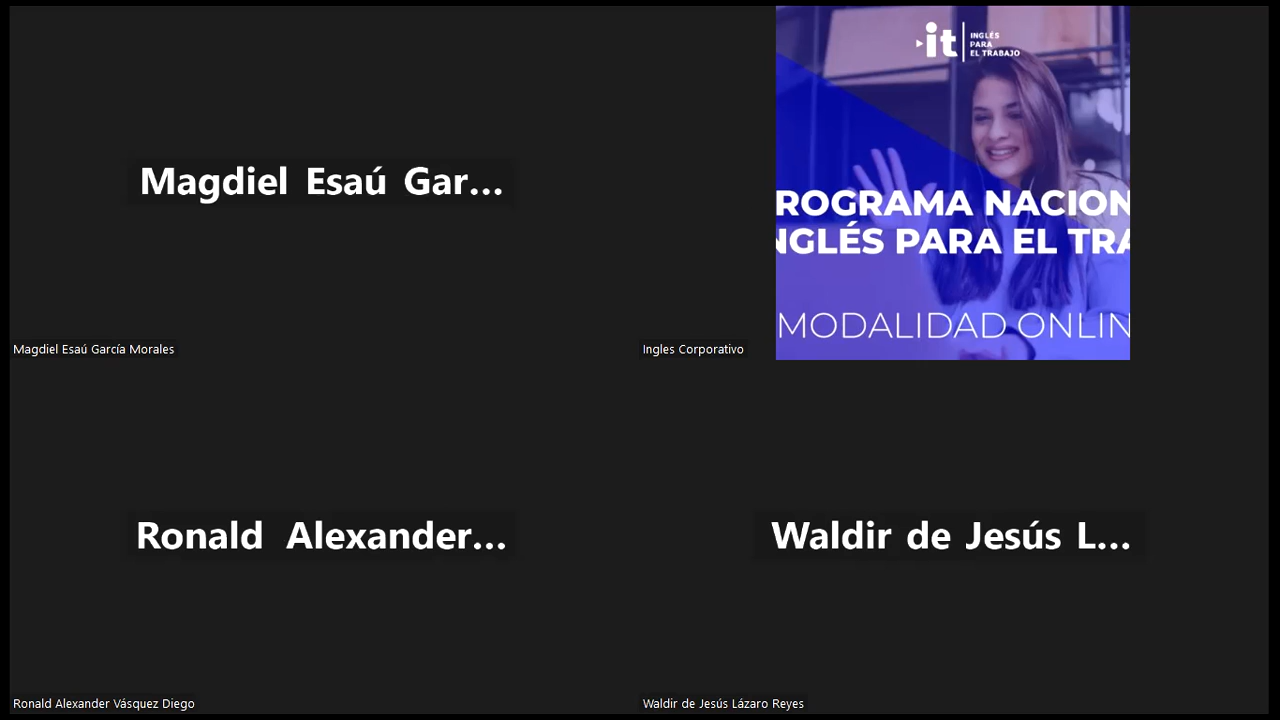 Magdiel Esaú Gar...
Magdiel Esaú García Morales
it
INGLÉS
PARA
EL TRABAJO
ROGRAMA NACION
NGLÉS PARA EL TRA
MODALIDAD ONLIN
Ingles Corporativo
Ronald Alexander...
Ronald Alexander Vásquez Diego
Waldir de Jesús L...
Waldir de Jesús Lázaro Reyes